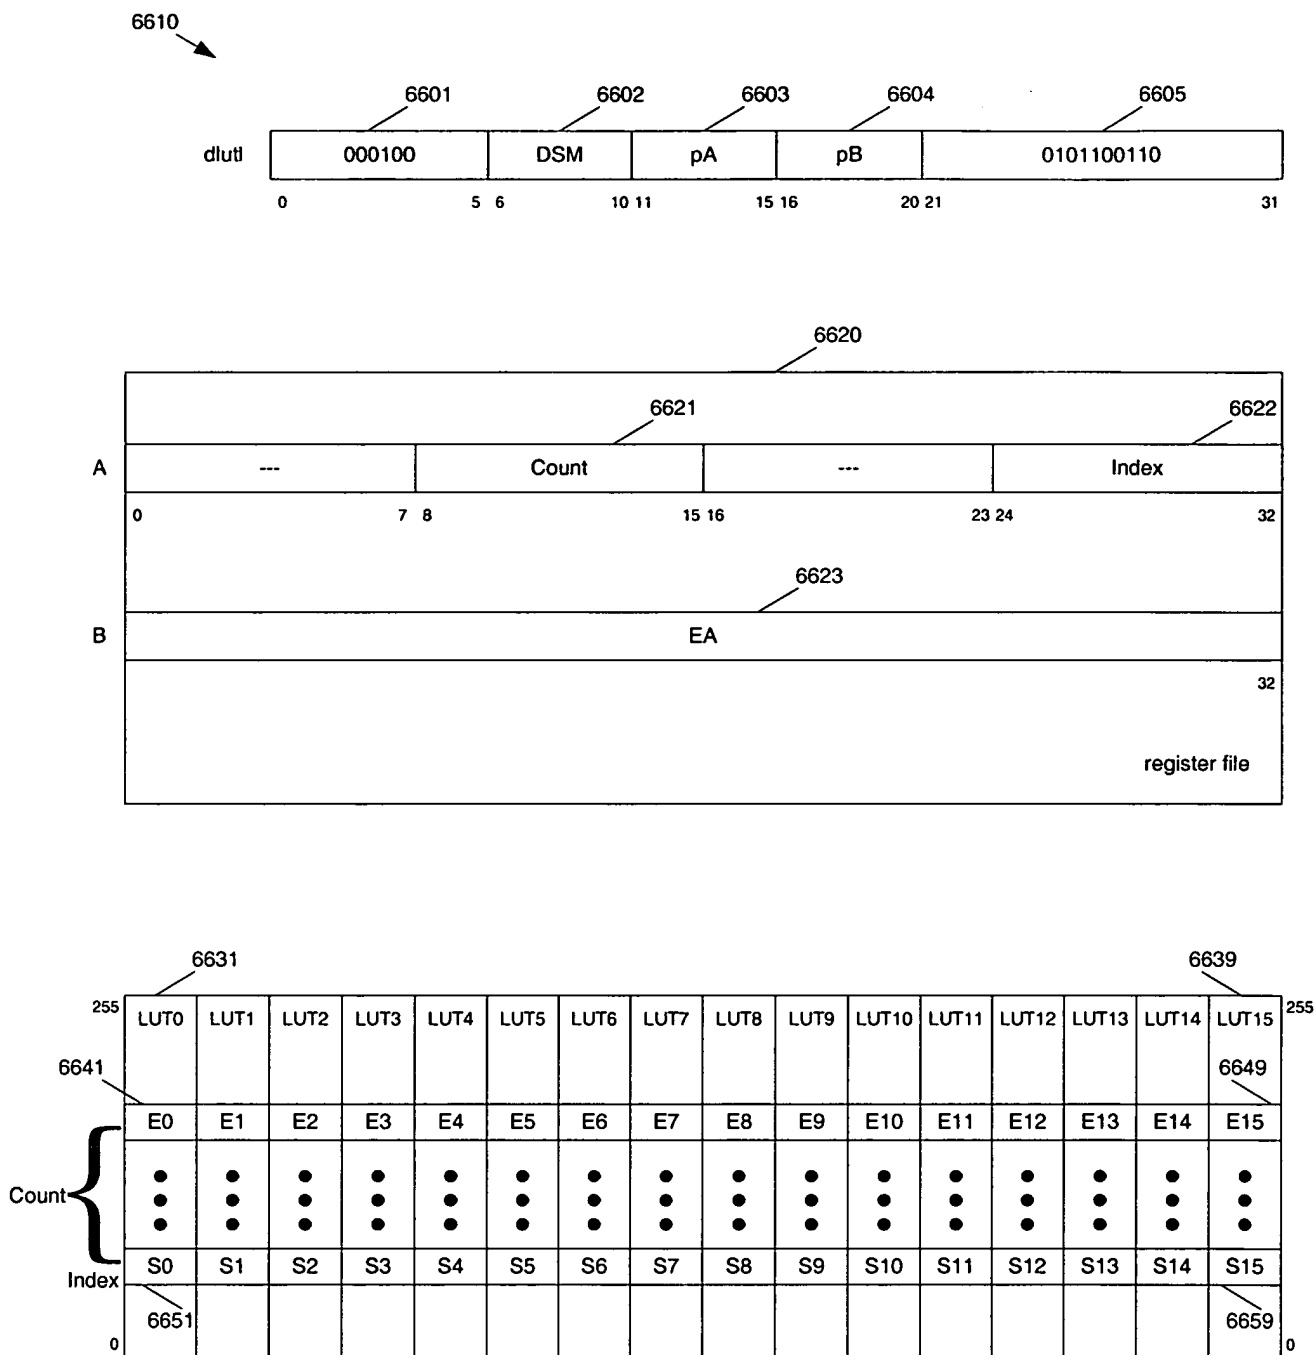 6610
6601 6602 6603 6604 6605
dlutl 000100 DSM pA pB 0101100110
0 5 6 10 11 15 16 20 21 31
6620
6621 6622
A --- Count --- Index
0 7 8 15 16 23 24 32
6623
B EA
32
register file
6631 6639
255 LUT0 LUT1 LUT2 LUT3 LUT4 LUT5 LUT6 LUT7 LUT8 LUT9 LUT10 LUT11 LUT12 LUT13 LUT14 LUT15 255
6641 6649
E0 E1 E2 E3 E4 E5 E6 E7 E8 E9 E10 E11 E12 E13 E14 E15
Count
S0 S1 S2 S3 S4 S5 S6 S7 S8 S9 S10 S11 S12 S13 S14 S15
Index
6651 6659
0 0